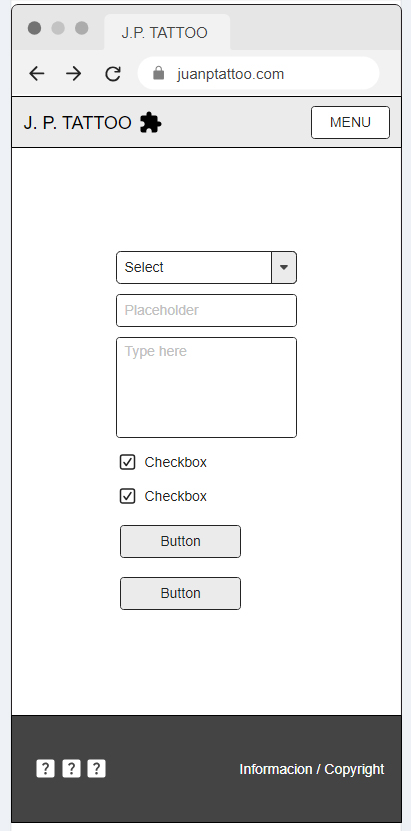 J.P. TATTOO
juanptattoo.com
J. P. TATTOO
MENU
Select
Placeholder
Type here
Checkbox
Checkbox
Button
Button
? ? ?
Informacion / Copyright